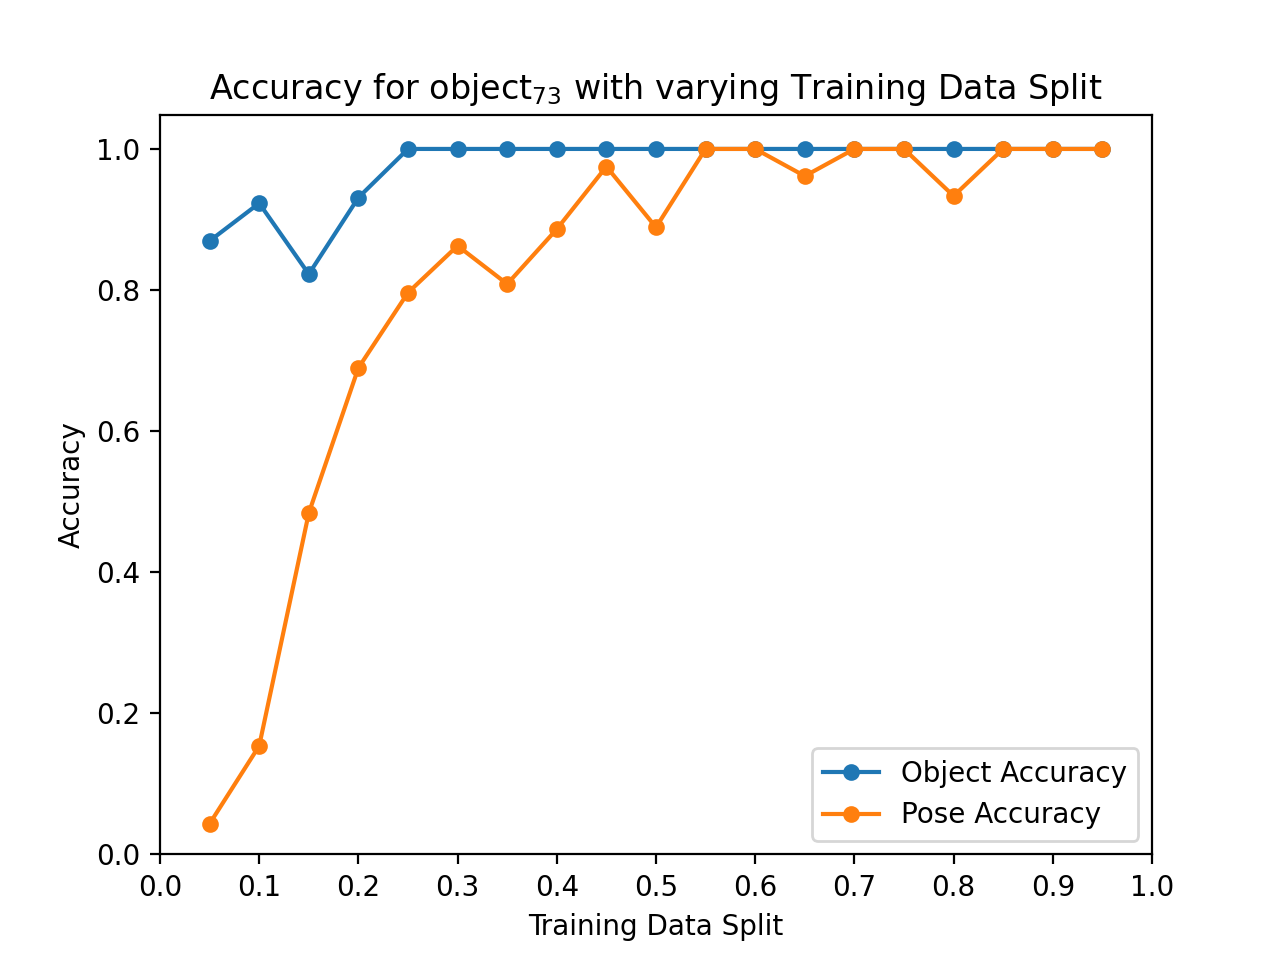 Accuracy for object₇₃ with varying Training Data Split
1.0
0.8
0.6
0.4
0.2
0.0
Accuracy
Object Accuracy
Pose Accuracy
0.0 0.1 0.2 0.3 0.4 0.5 0.6 0.7 0.8 0.9 1.0
Training Data Split